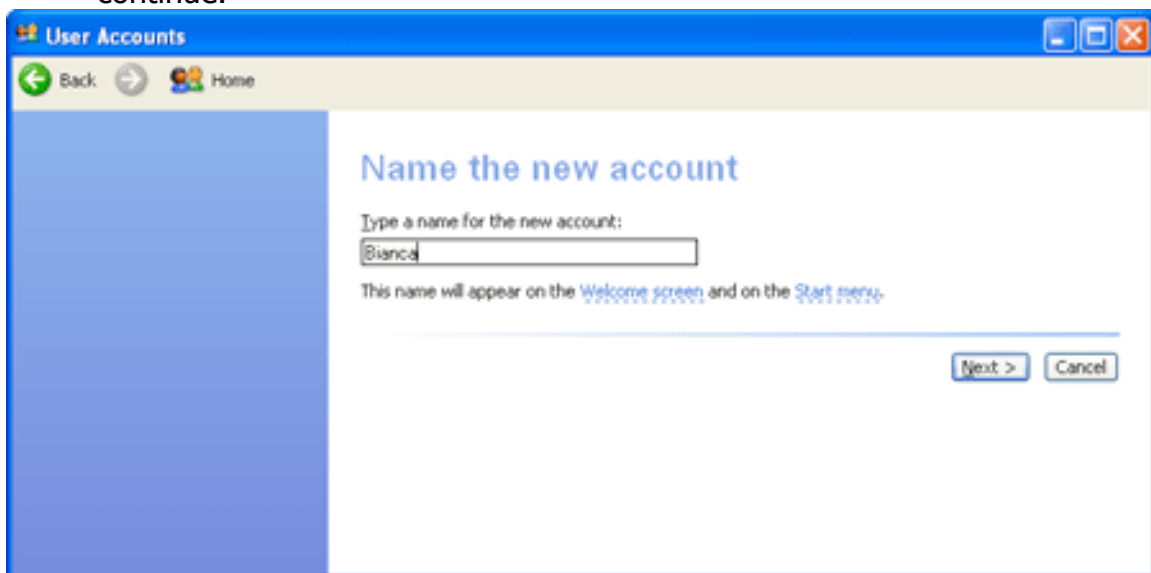 continue.
User Accounts
Back Home
Name the new account
Type a name for the new account:
Bianca
This name will appear on the Welcome screen and on the Start menu.
Next > Cancel